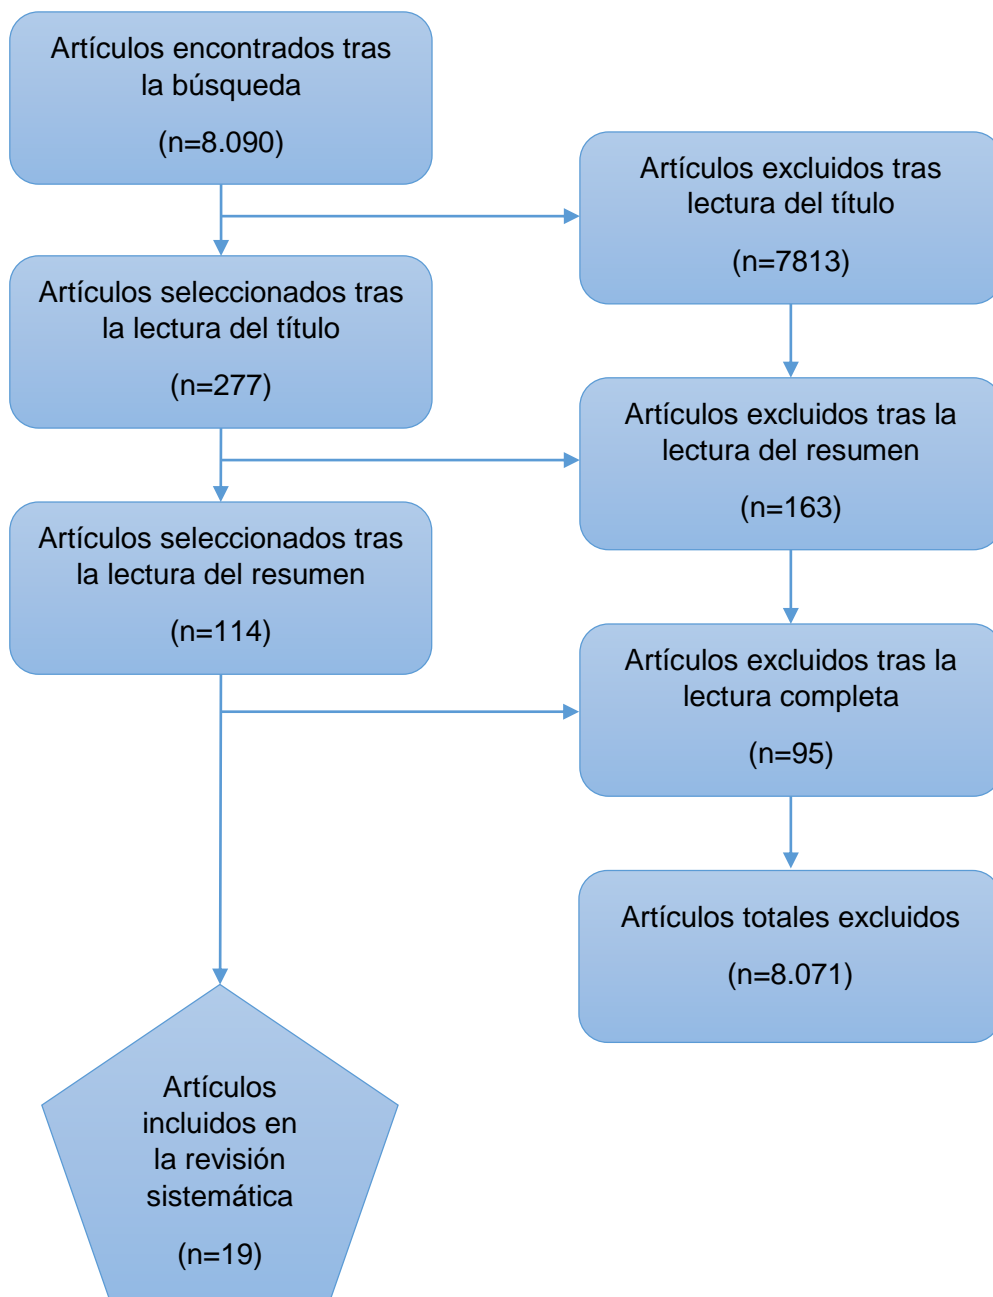 Artículos encontrados tras
la búsqueda
(n=8.090)
Artículos excluidos tras
lectura del título
(n=7813)
Artículos seleccionados tras
la lectura del título
(n=277)
Artículos excluidos tras la
lectura del resumen
(n=163)
Artículos seleccionados tras
la lectura del resumen
(n=114)
Artículos excluidos tras la
lectura completa
(n=95)
Artículos totales excluidos
(n=8.071)
Artículos
incluidos en
la revisión
sistemática
(n=19)